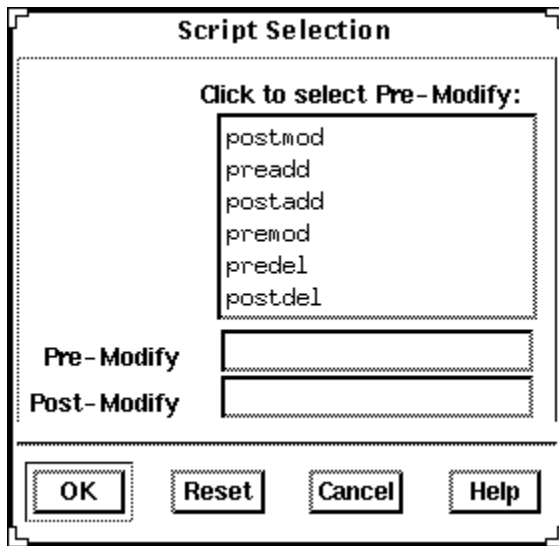 Script Selection
Click to select Pre-Modify:
postmod
preadd
postadd
premod
predel
postdel
Pre-Modify
Post-Modify
OK Reset Cancel Help